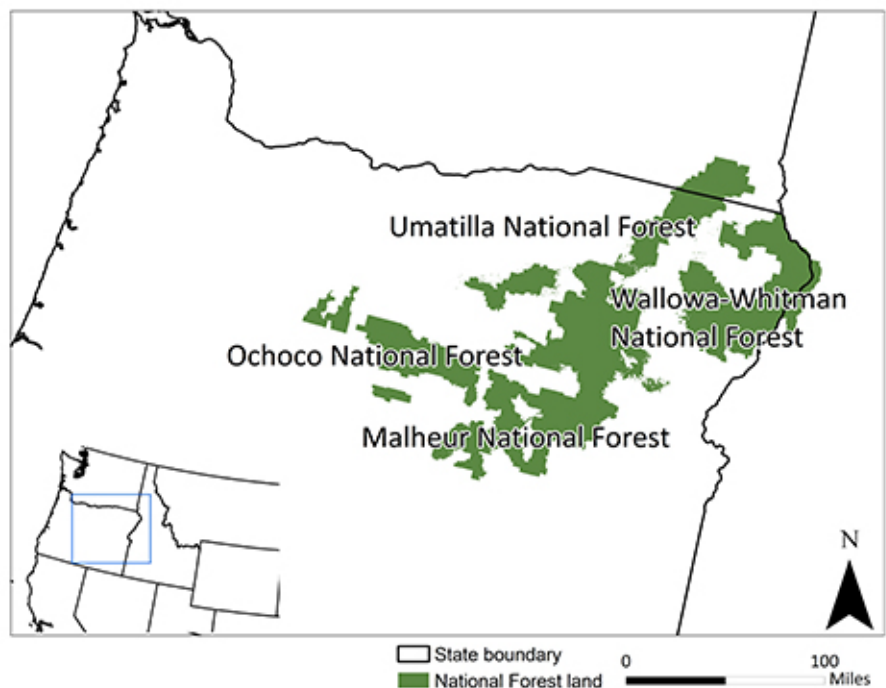 Umatilla National Forest
Wallowa-Whitman
National Forest
Ochoco National Forest
Malheur National Forest
N
State boundary
National Forest land
0 100
Miles